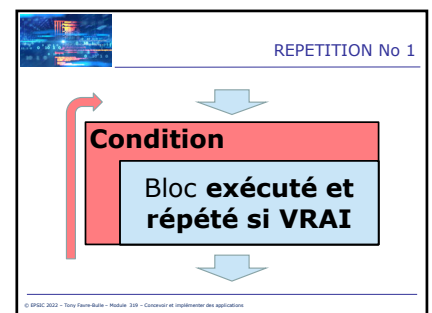 REPETITION No 1
Condition
Bloc exécuté et
répété si VRAI
© EPSIC 2022 – Tony Favre-Bulle – Module 319 – Concevoir et implémenter des applications